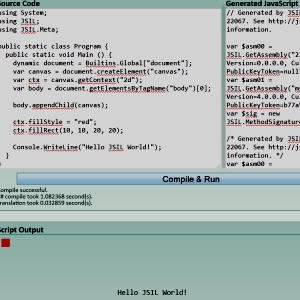 Source Code
using System;
using JSIL;
using JSIL.Meta;
public static class Program {
public static void Main () {
dynamic document = Builtins.Global["document"];
var canvas = document.createElement("canvas");
var ctx = canvas.getContext("2d");
var body = document.getElementsByTagName("body")[0];
body.appendChild(canvas);
ctx.fillStyle = "red";
ctx.fillRect(10, 10, 20, 20);
Console.WriteLine("Hello JSIL World!");
}
}
Generated JavaScript
// Generated by JSI
22067. See http://j
information.
var $asm00 =
JSIL.GetAssembly("2
Version=0.0.0.0, Cu
PublicKeyToken=null
var $asm01 =
JSIL.GetAssembly("m
Version=4.0.0.0, Cu
PublicKeyToken=b77a
var $sig = new
JSIL.MethodSignatur
/* Generated by JSI
22067. See http://j
information. */
var $asm00 =
Compile & Run
Compile successful.
C# compile took 1.082368 second(s).
Translation took 0.032859 second(s).
Script Output
Hello JSIL World!